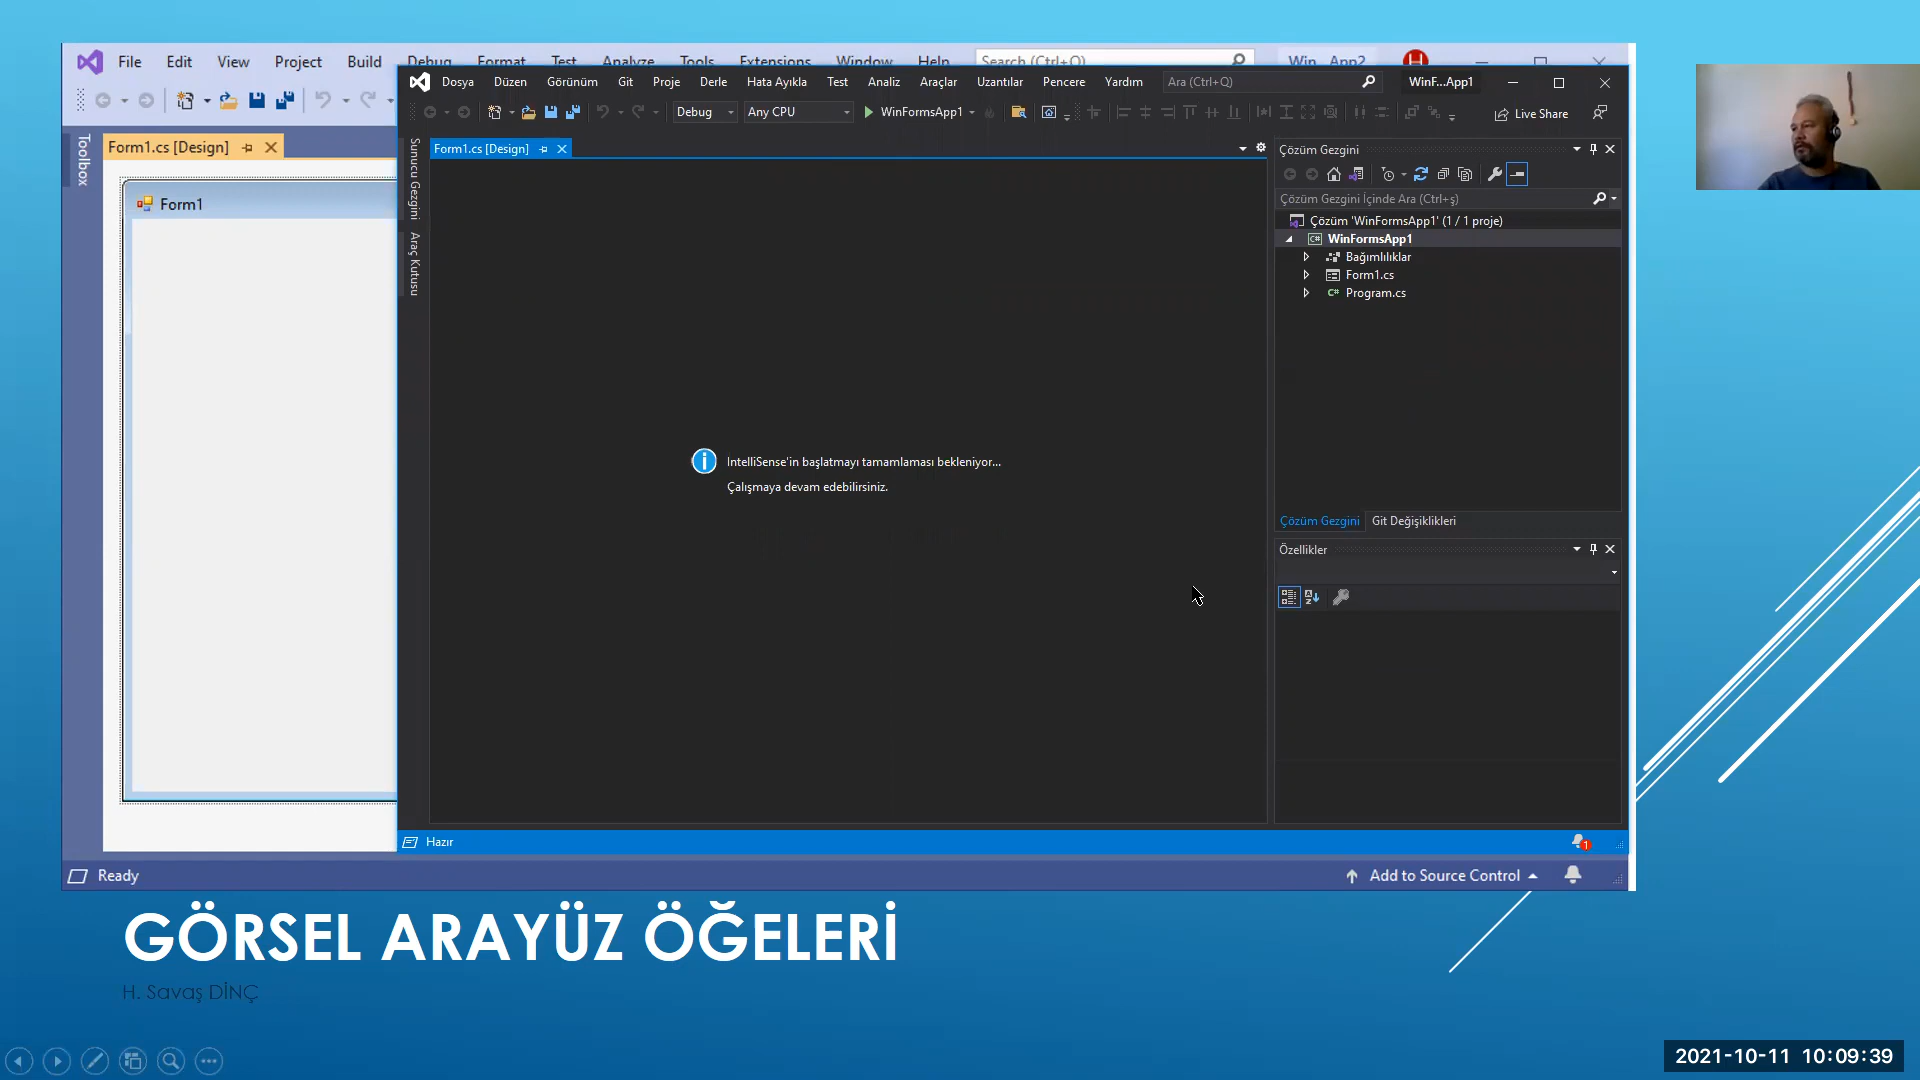 File Edit View Project Build Debug Format Test Analyze Tools Extensions Window Help Search (Ctrl+Q) Win...App2
Dosya Düzen Görünüm Git Proje Derle Hata Ayıkla Test Analiz Araçlar Uzantılar Pencere Yardım Ara (Ctrl+Q) WinF...App1
Debug Any CPU WinFormsApp1 Live Share
Toolbox
Form1.cs [Design]
Form1
Sunucu Gezgini
Araç Kutusu
Form1.cs [Design]
IntelliSense'in başlatmayı tamamlaması bekleniyor...
Çalışmaya devam edebilirsiniz.
Çözüm Gezgini
Çözüm Gezgini İçinde Ara (Ctrl+ş)
Çözüm 'WinFormsApp1' (1 / 1 proje)
WinFormsApp1
Bağımlılıklar
Form1.cs
Program.cs
Çözüm Gezgini Git Değişiklikleri
Özellikler
Hazır
1
Ready
Add to Source Control
GÖRSEL ARAYÜZ ÖĞELERİ
H. Savaş DİNÇ
2021-10-11 10:09:39